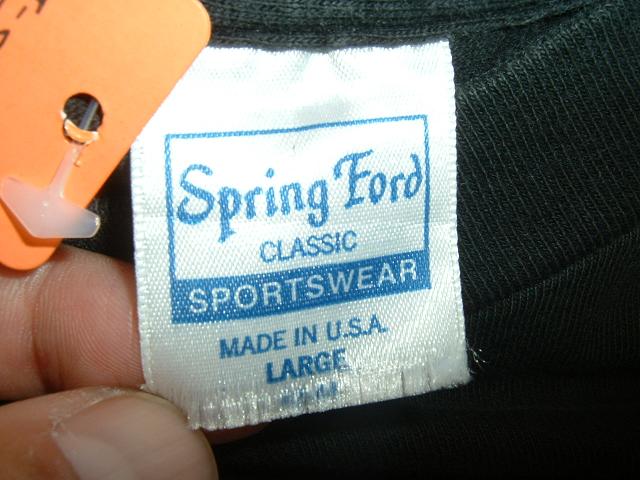 Spring Ford
CLASSIC
SPORTSWEAR
MADE IN U.S.A.
LARGE